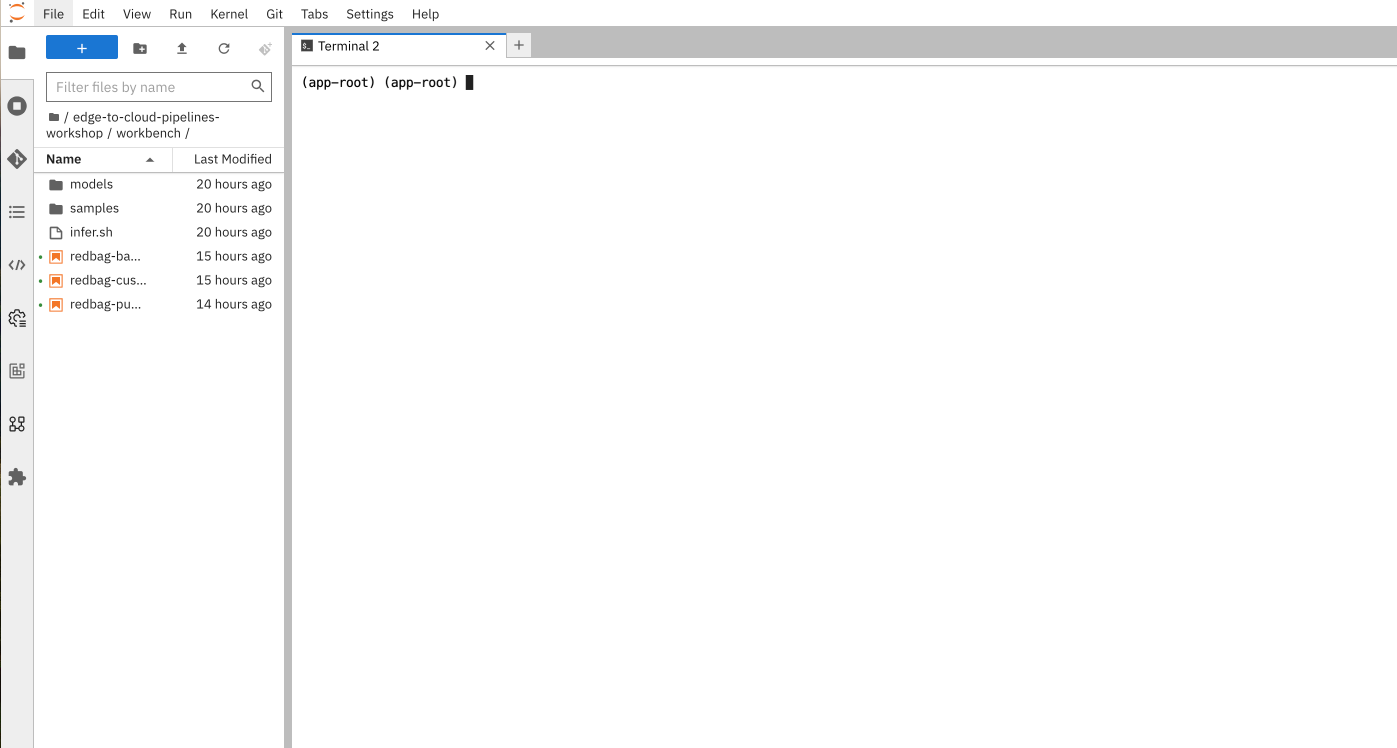 File Edit View Run Kernel Git Tabs Settings Help
+
Terminal 2
Filter files by name
/ edge-to-cloud-pipelines-
workshop / workbench /
Name Last Modified
models 20 hours ago
samples 20 hours ago
infer.sh 20 hours ago
redbag-ba... 15 hours ago
redbag-cus... 15 hours ago
redbag-pu... 14 hours ago
(app-root) (app-root)